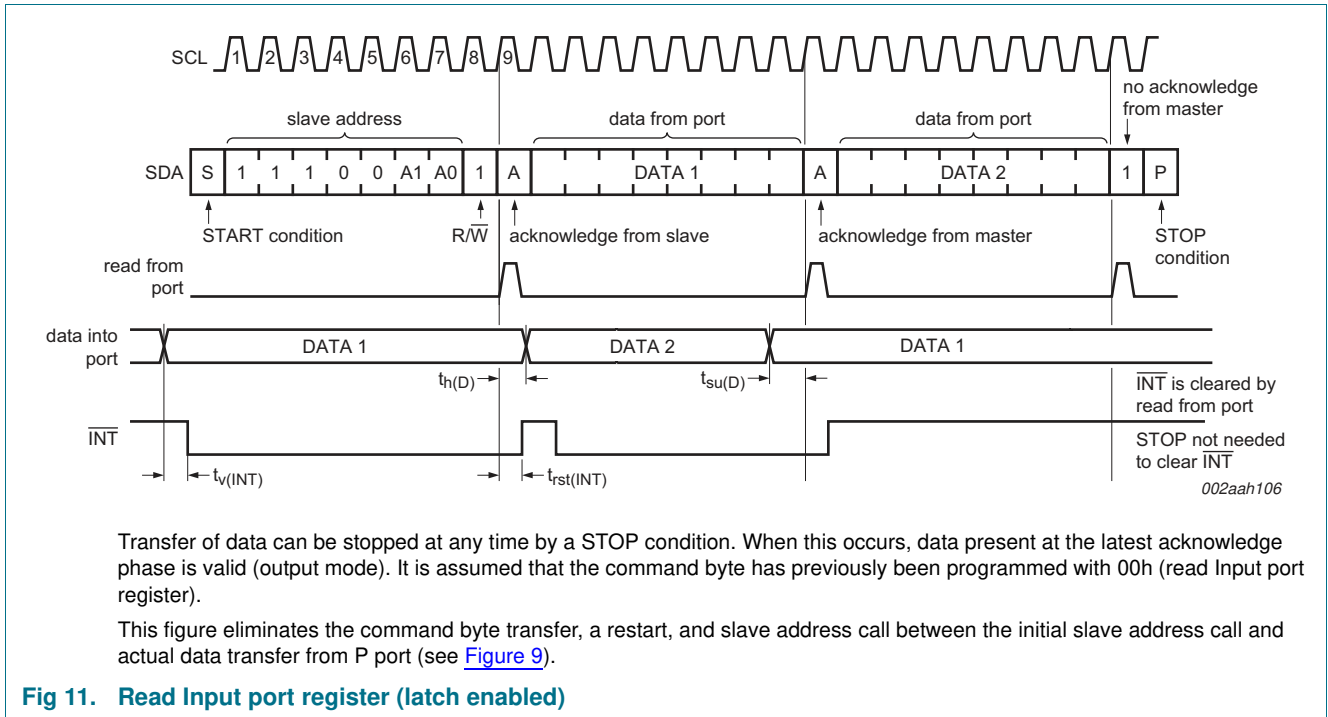 SCL 1 2 3 4 5 6 7 8 9
no acknowledge
from master
slave address data from port data from port
SDA S 1 1 1 0 0 A1 A0 1 A DATA 1 A DATA 2 1 P
START condition R/W̅ acknowledge from slave acknowledge from master STOP
condition
read from
port
data into
port
DATA 1 DATA 2 DATA 1
th(D) tsu(D)
I̅N̅T̅ is cleared by
read from port
I̅N̅T̅
STOP not needed
to clear I̅N̅T̅
tv(INT) trst(INT)
002aah106
Transfer of data can be stopped at any time by a STOP condition. When this occurs, data present at the latest acknowledge
phase is valid (output mode). It is assumed that the command byte has previously been programmed with 00h (read Input port
register).
This figure eliminates the command byte transfer, a restart, and slave address call between the initial slave address call and
actual data transfer from P port (see Figure 9).
Fig 11. Read Input port register (latch enabled)